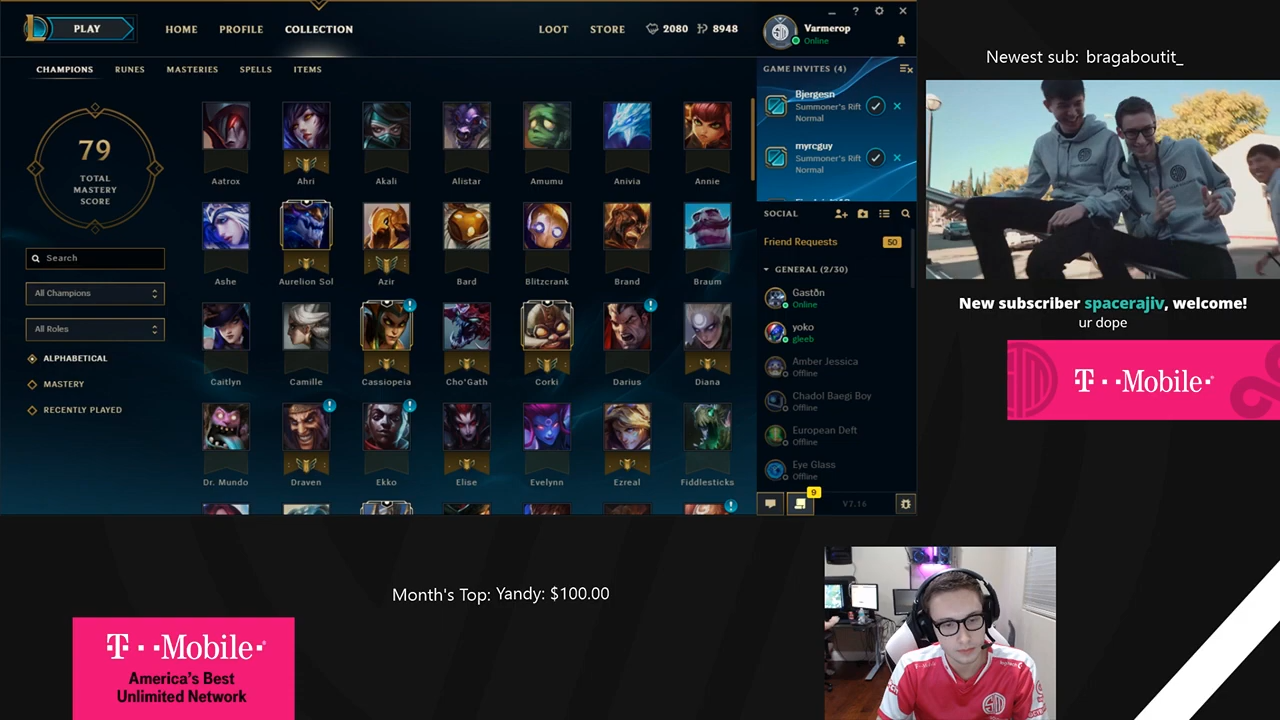 PLAY
HOME
PROFILE
COLLECTION
LOOT
STORE
2080
8948
Varmerop
Online
CHAMPIONS
RUNES
MASTERIES
SPELLS
ITEMS
79
TOTAL
MASTERY
SCORE
Search
All Champions
All Roles
ALPHABETICAL
MASTERY
RECENTLY PLAYED
Aatrox
Ahri
Akali
Alistar
Amumu
Anivia
Annie
Ashe
Aurelion Sol
Azir
Bard
Blitzcrank
Brand
Braum
Caitlyn
Camille
Cassiopeia
Cho'Gath
Corki
Darius
Diana
Dr. Mundo
Draven
Ekko
Elise
Evelynn
Ezreal
Fiddlesticks
GAME INVITES (4)
Bjergesn
Summoner's Rift
Normal
myrcguy
Summoner's Rift
Normal
SOCIAL
Friend Requests
50
GENERAL (2/30)
Gastðn
Online
yoko
gleeb
Amber Jessica
Offline
Chadol Baegi Boy
Offline
European Deft
Offline
Eye Glass
Offline
9
V7.16
Newest sub: bragaboutit_
New subscriber spacerajiv, welcome!
ur dope
T··Mobile·
Month's Top: Yandy: $100.00
T··Mobile·
America's Best
Unlimited Network